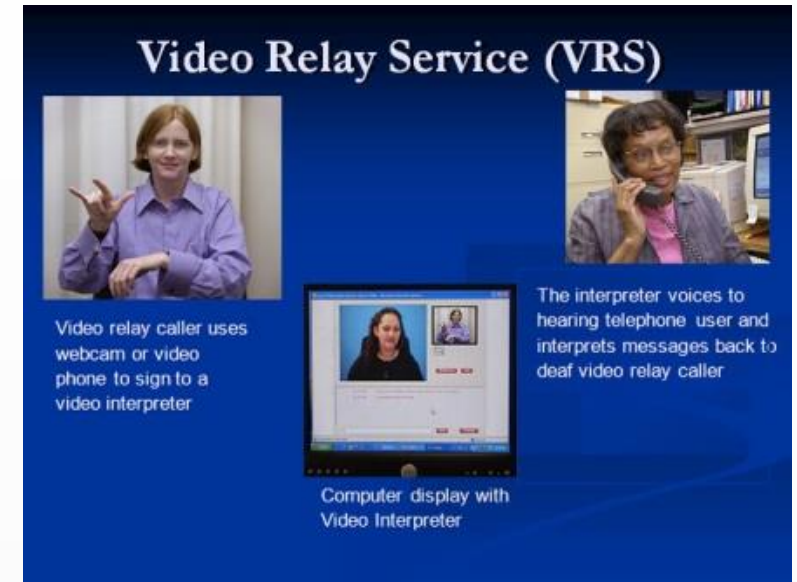 Video Relay Service (VRS)
Video relay caller uses
webcam or video
phone to sign to a
video interpreter
Computer display with
Video Interpreter
The interpreter voices to
hearing telephone user and
interprets messages back to
deaf video relay caller